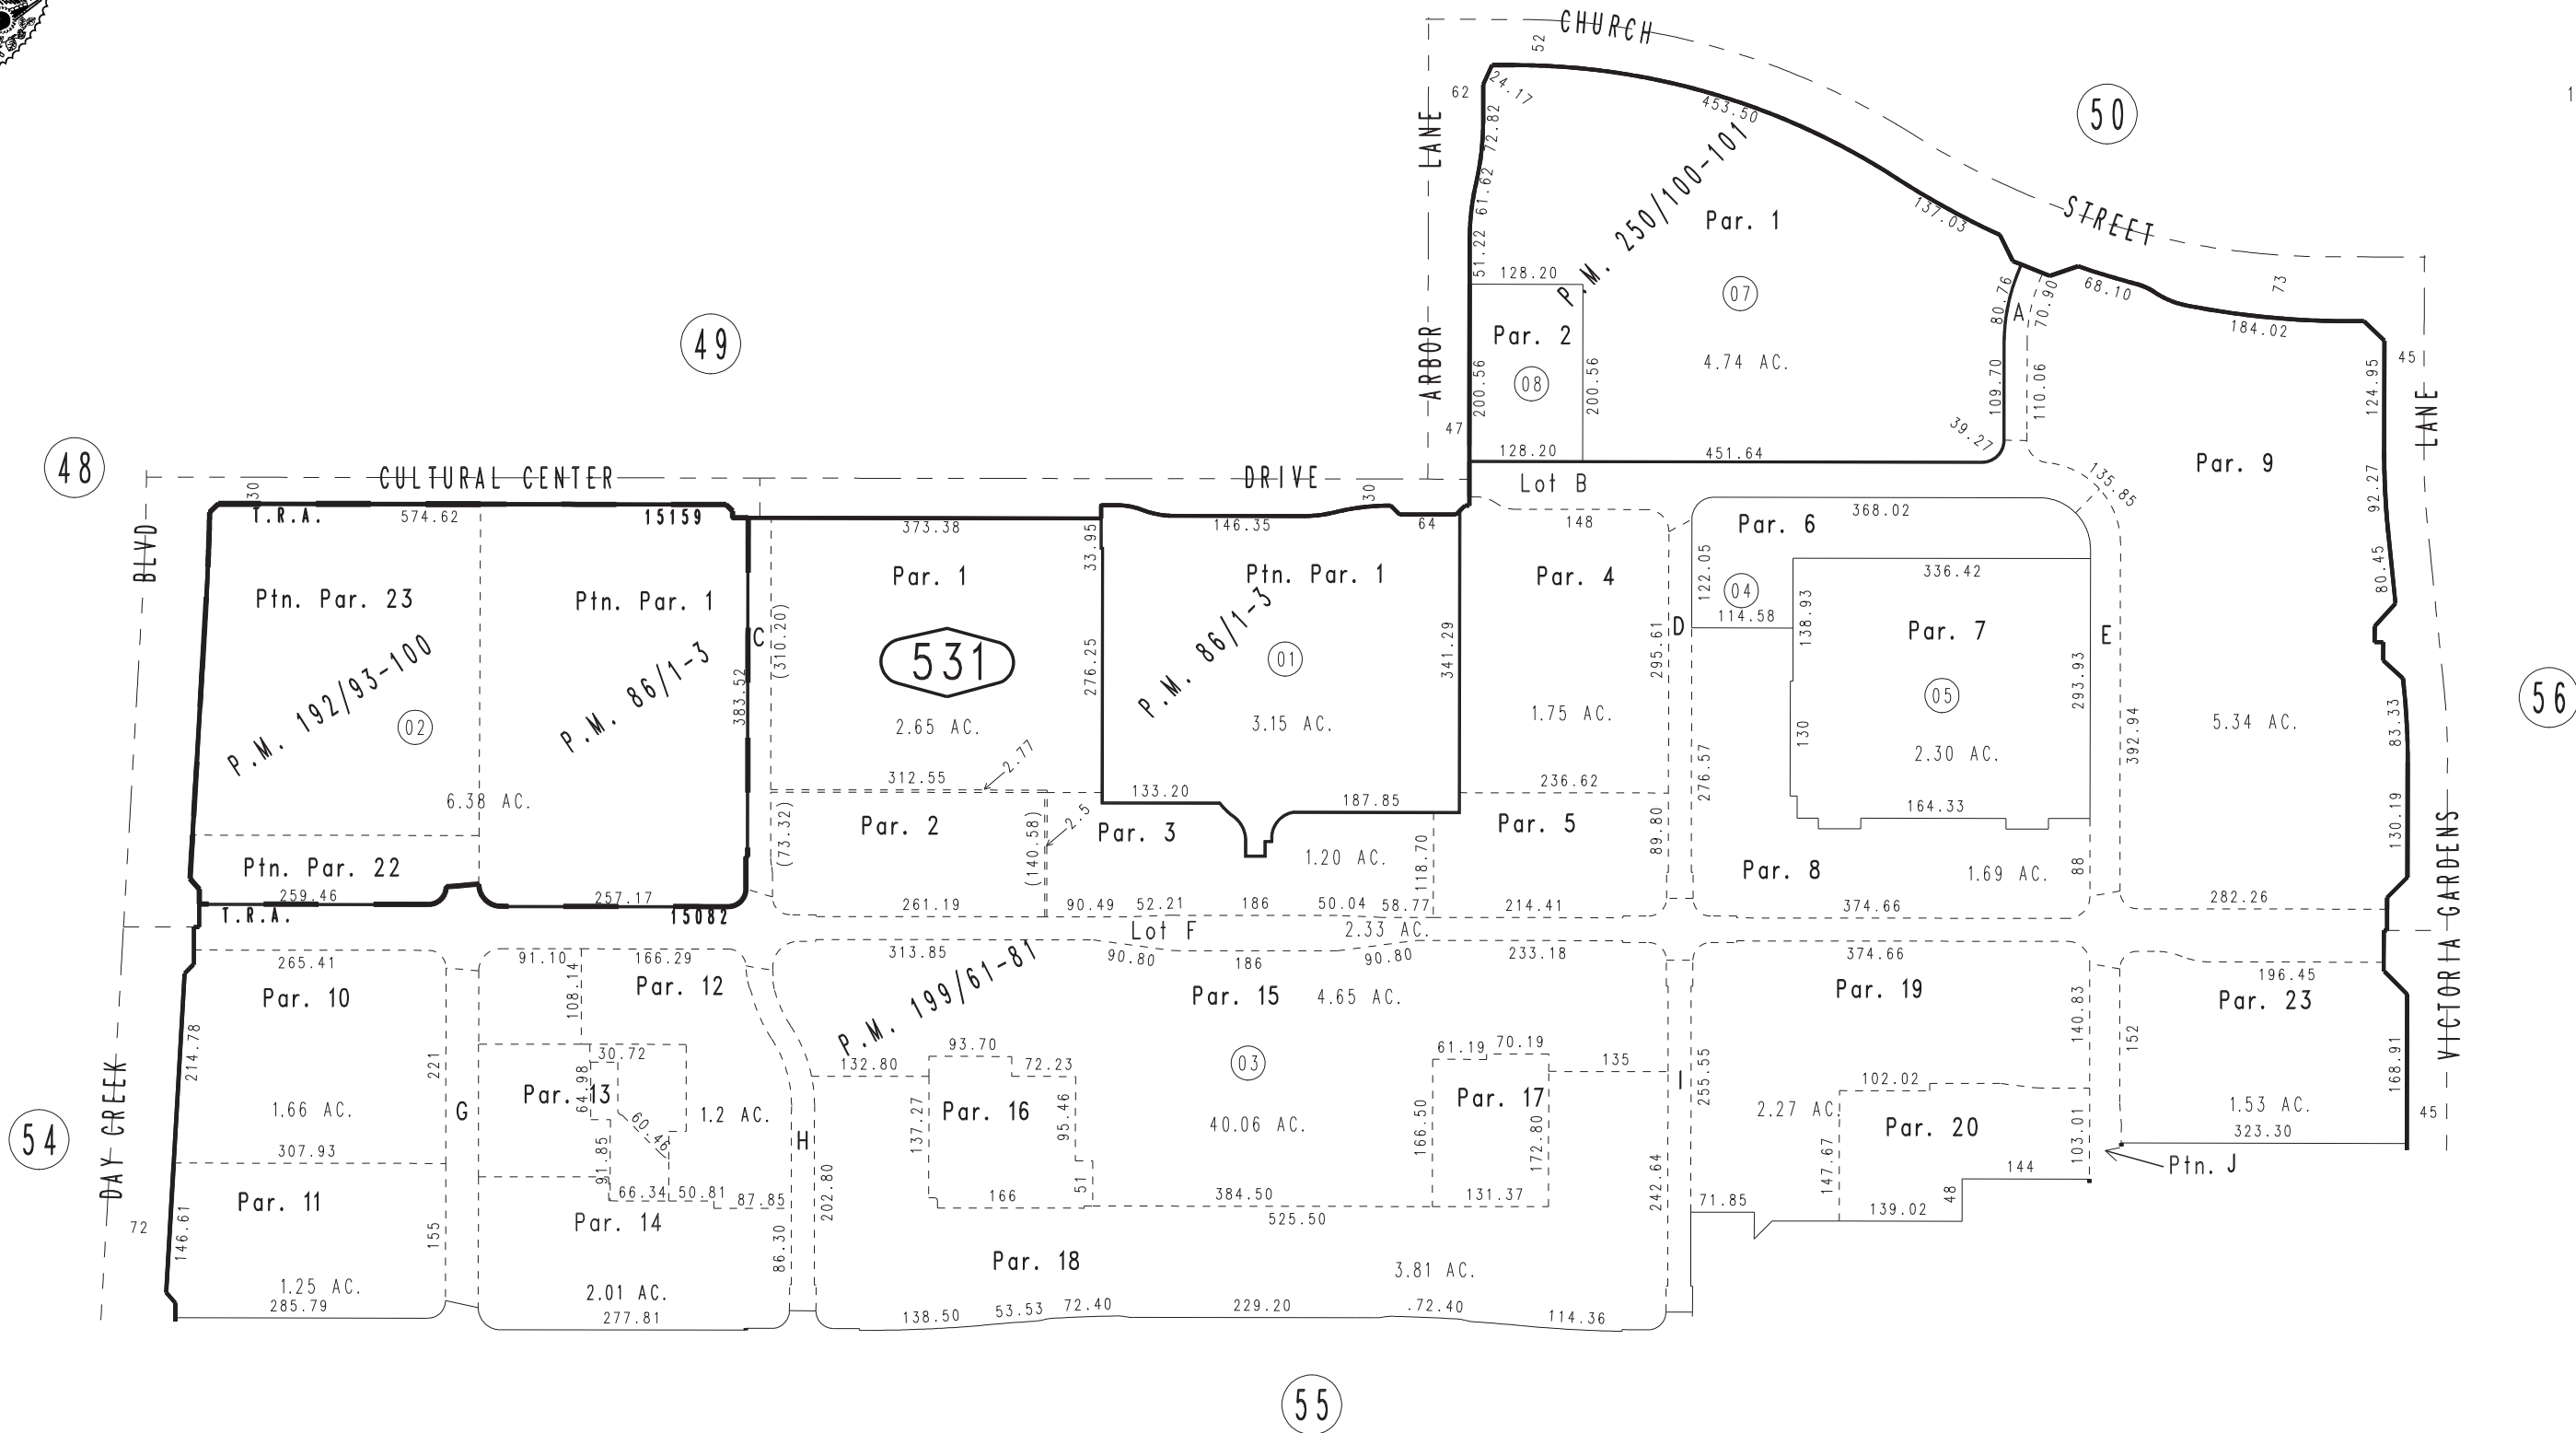 CHURCH
52
62
24.17
72.82
453.50
50
1
LANE
P.M. 250/100-101
61.62
Par. 1
137.03
STREET
51.22
128.20
07
80.76
A
70.90
68.10
73
184.02
49
ARBOR
Par. 2
4.74 AC.
08
200.56
200.56
109.70
110.06
124.95
45
LANE
47
128.20
451.64
39.27
Par. 9
135.85
92.27
48
CULTURAL CENTER
DRIVE
Lot B
30
T.R.A.
574.62
15159
373.38
33.95
146.35
30
64
148
Par. 6
368.02
BLVD
Ptn. Par. 23
Ptn. Par. 1
Par. 1
Ptn. Par. 1
Par. 4
122.05
04
336.42
80.45
114.58
138.93
Par. 7
C
(310.20)
531
276.25
P.M. 86/1-3
01
341.29
295.61
D
E
56
P.M. 192/93-100
02
P.M. 86/1-3
383.52
2.65 AC.
3.15 AC.
1.75 AC.
05
293.93
130
2.30 AC.
392.94
5.34 AC.
83.33
6.38 AC.
312.55
2.77
133.20
187.85
236.62
276.57
164.33
(73.32)
Par. 2
(140.58)
2.5
Par. 3
1.20 AC.
118.70
Par. 5
89.80
130.19
Ptn. Par. 22
Par. 8
1.69 AC.
88
259.46
257.17
T.R.A.
15082
261.19
90.49
52.21
186
50.04
58.77
214.41
374.66
282.26
Lot F
2.33 AC.
VICTORIA GARDENS
265.41
91.10
166.29
313.85
90.80
186
90.80
233.18
374.66
196.45
Par. 10
108.14
Par. 12
P.M. 199/61-81
Par. 15
4.65 AC.
Par. 19
140.83
152
Par. 23
214.78
221
30.72
132.80
93.70
72.23
03
61.19
70.19
135
255.55
168.91
DAY CREEK
64.98
Par. 13
1.2 AC.
60.46
102.02
1.66 AC.
G
H
137.27
Par. 16
95.46
40.06 AC.
166.50
Par. 17
172.80
I
2.27 AC.
Par. 20
103.01
1.53 AC.
45
54
307.93
91.85
323.30
Ptn. J
147.67
144
Par. 11
66.34
50.81
87.85
202.80
166
51
384.50
131.37
242.64
71.85
139.02
48
72
146.61
155
Par. 14
86.30
525.50
Par. 18
3.81 AC.
1.25 AC.
2.01 AC.
285.79
277.81
138.50
53.53
72.40
229.20
.72.40
114.36
55